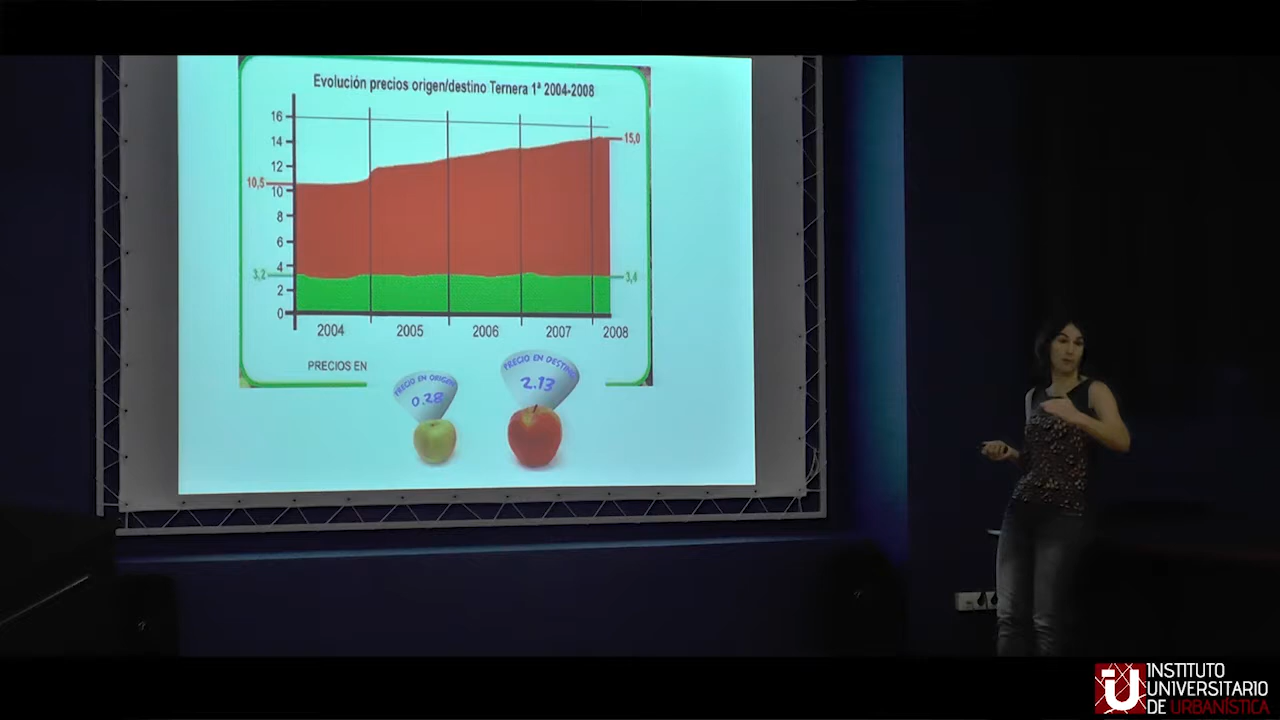 Evolución precios origen/destino Ternera 1ª 2004-2008
16
14
12
10
8
6
4
2
0
10,5
3,2
15,0
3,4
2004 2005 2006 2007 2008
PRECIOS EN
PRECIO EN ORIGEN
0.28
PRECIO EN DESTINO
2.13
INSTITUTO
UNIVERSITARIO
DE URBANÍSTICA